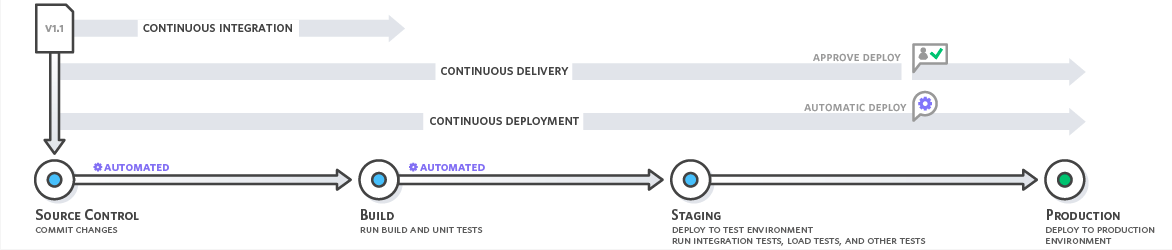 V1.1
CONTINUOUS INTEGRATION
APPROVE DEPLOY
CONTINUOUS DELIVERY
AUTOMATIC DEPLOY
CONTINUOUS DEPLOYMENT
AUTOMATED
AUTOMATED
SOURCE CONTROL
COMMIT CHANGES
BUILD
RUN BUILD AND UNIT TESTS
STAGING
DEPLOY TO TEST ENVIRONMENT
RUN INTEGRATION TESTS, LOAD TESTS, AND OTHER TESTS
PRODUCTION
DEPLOY TO PRODUCTION
ENVIRONMENT